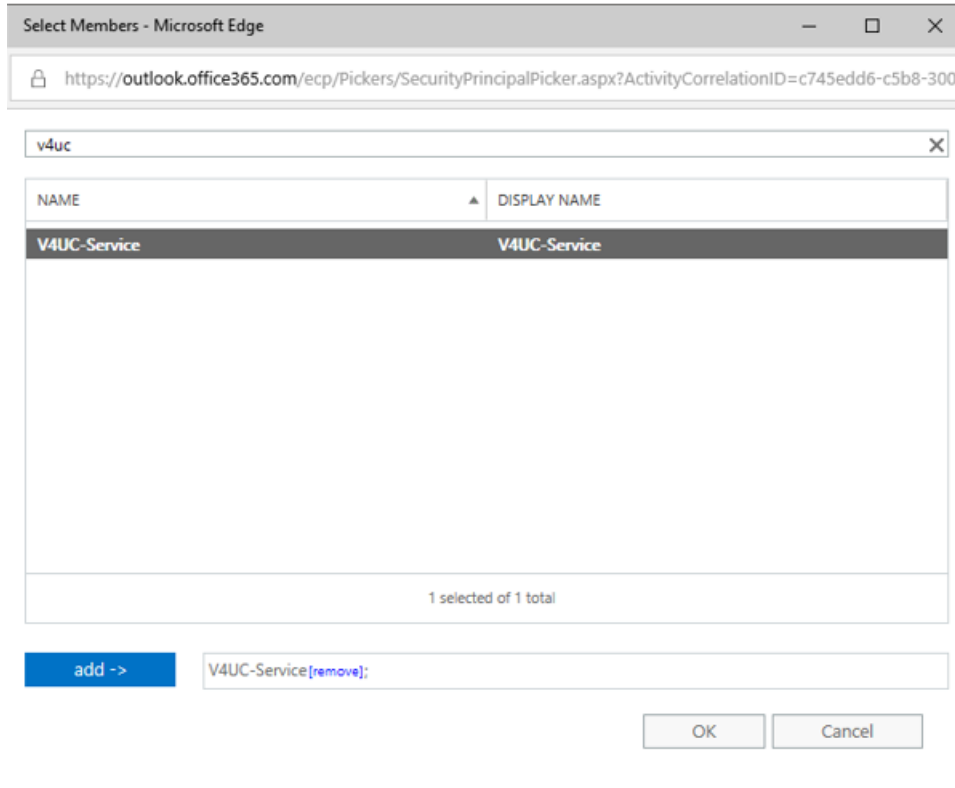 Select Members - Microsoft Edge
https://outlook.office365.com/ecp/Pickers/SecurityPrincipalPicker.aspx?ActivityCorrelationID=c745edd6-c5b8-300
v4uc
NAME DISPLAY NAME
V4UC-Service V4UC-Service
1 selected of 1 total
add -> V4UC-Service[remove];
OK Cancel